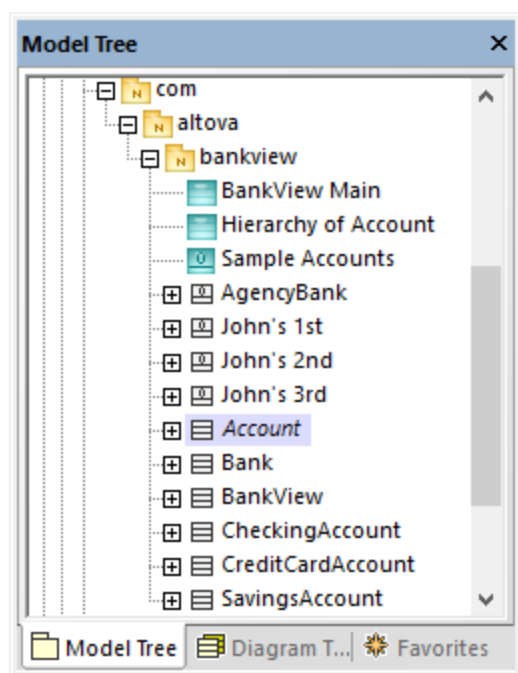 Model Tree
com
altova
bankview
BankView Main
Hierarchy of Account
Sample Accounts
AgencyBank
John's 1st
John's 2nd
John's 3rd
Account
Bank
BankView
CheckingAccount
CreditCardAccount
SavingsAccount
Model Tree Diagram T... Favorites